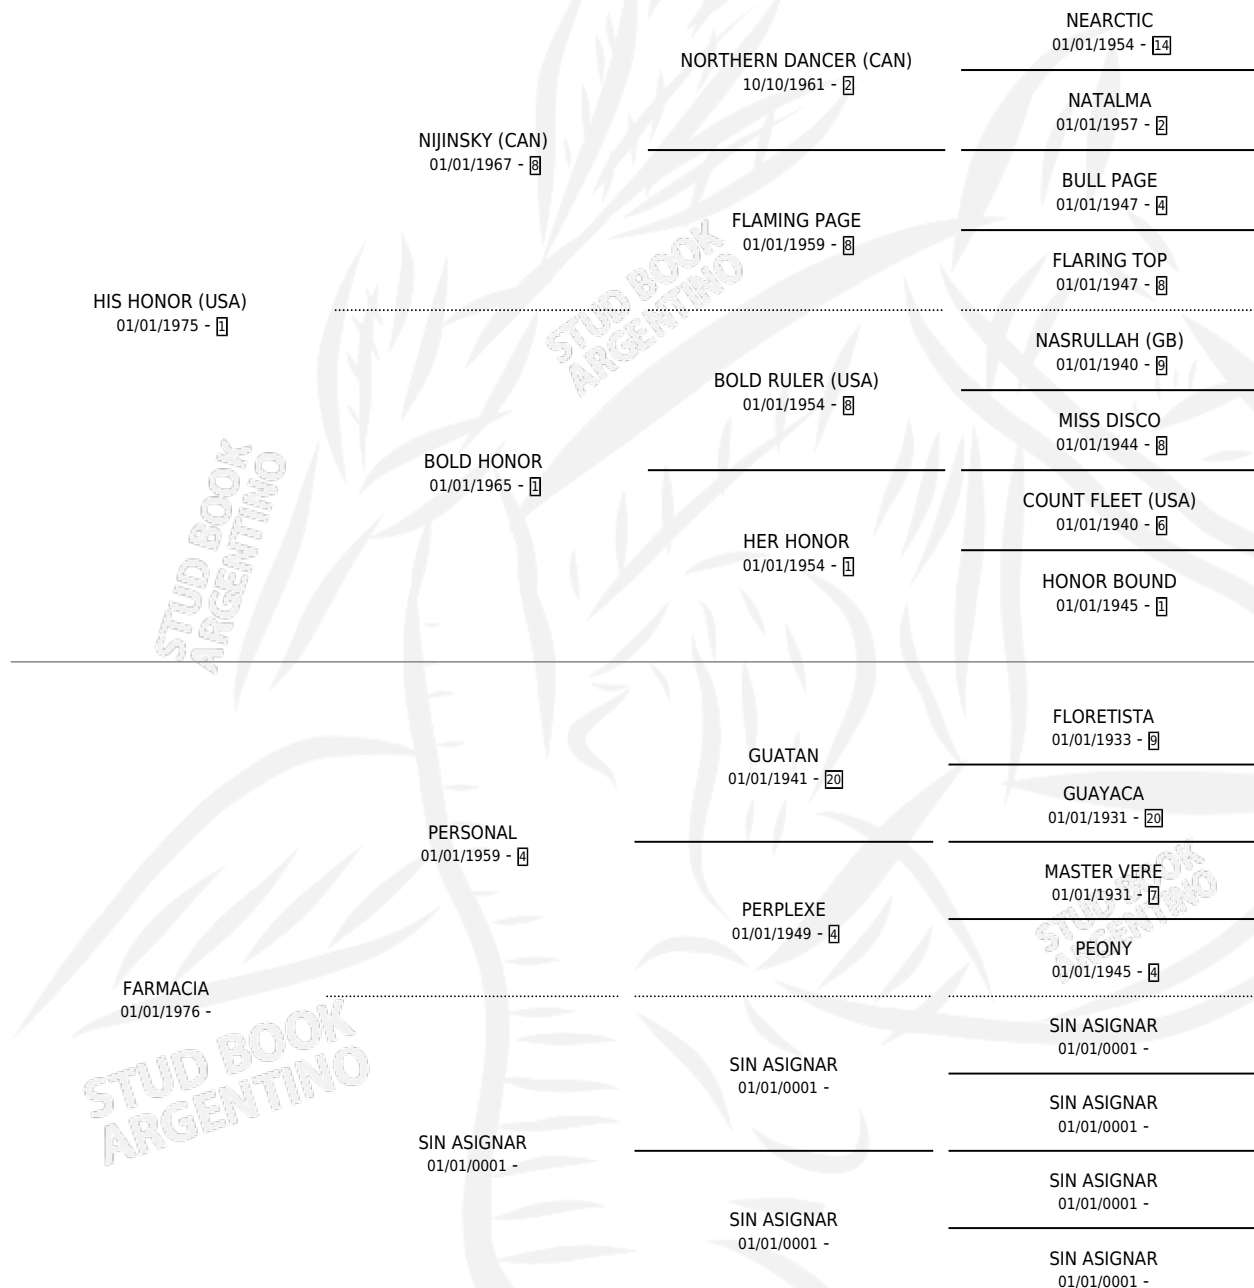 NEARCTIC
01/01/1954 - 14
NORTHERN DANCER (CAN)
10/10/1961 - 2
NATALMA
01/01/1957 - 2
NIJINSKY (CAN)
01/01/1967 - 8
BULL PAGE
01/01/1947 - 4
FLAMING PAGE
01/01/1959 - 8
FLARING TOP
01/01/1947 - 8
HIS HONOR (USA)
01/01/1975 - 1
NASRULLAH (GB)
01/01/1940 - 9
BOLD RULER (USA)
01/01/1954 - 8
MISS DISCO
01/01/1944 - 8
BOLD HONOR
01/01/1965 - 1
COUNT FLEET (USA)
01/01/1940 - 6
HER HONOR
01/01/1954 - 1
HONOR BOUND
01/01/1945 - 1
FLORETISTA
01/01/1933 - 9
GUATAN
01/01/1941 - 20
GUAYACA
01/01/1931 - 20
PERSONAL
01/01/1959 - 4
MASTER VERE
01/01/1931 - 7
PERPLEXE
01/01/1949 - 4
PEONY
01/01/1945 - 4
FARMACIA
01/01/1976 -
SIN ASIGNAR
01/01/0001 -
SIN ASIGNAR
01/01/0001 -
SIN ASIGNAR
01/01/0001 -
SIN ASIGNAR
01/01/0001 -
SIN ASIGNAR
01/01/0001 -
SIN ASIGNAR
01/01/0001 -
SIN ASIGNAR
01/01/0001 -
STUD BOOK
ARGENTINO
STUD BOOK
ARGENTINO
STUD BOOK
ARGENTINO
STUD BOOK
ARGENTINO